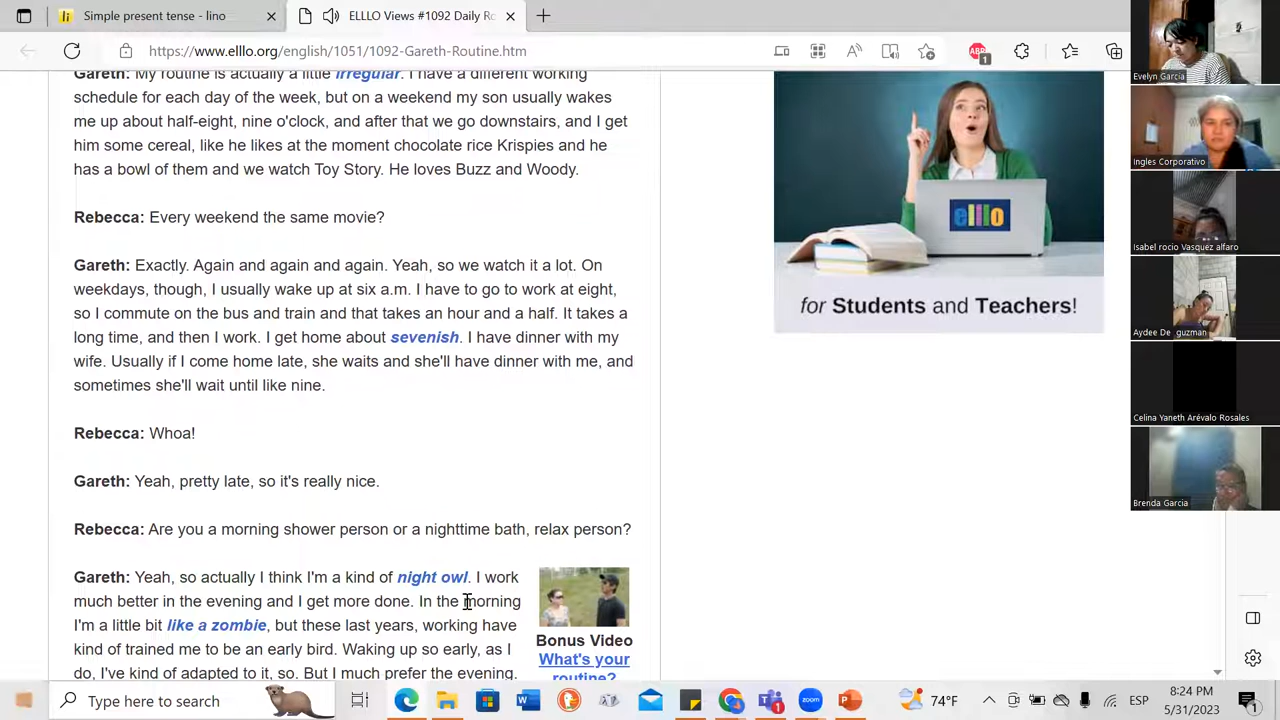 Simple present tense - lino
ELLLO Views #1092 Daily Ro
https://www.elllo.org/english/1051/1092-Gareth-Routine.htm
ABP
1
Gareth: My routine is actually a little irregular. I have a different working
schedule for each day of the week, but on a weekend my son usually wakes
me up about half-eight, nine o'clock, and after that we go downstairs, and I get
him some cereal, like he likes at the moment chocolate rice Krispies and he
has a bowl of them and we watch Toy Story. He loves Buzz and Woody.
Rebecca: Every weekend the same movie?
Gareth: Exactly. Again and again and again. Yeah, so we watch it a lot. On
weekdays, though, I usually wake up at six a.m. I have to go to work at eight,
so I commute on the bus and train and that takes an hour and a half. It takes a
long time, and then I work. I get home about sevenish. I have dinner with my
wife. Usually if I come home late, she waits and she'll have dinner with me, and
sometimes she'll wait until like nine.
Rebecca: Whoa!
Gareth: Yeah, pretty late, so it's really nice.
Rebecca: Are you a morning shower person or a nighttime bath, relax person?
Gareth: Yeah, so actually I think I'm a kind of night owl. I work
much better in the evening and I get more done. In the morning
I'm a little bit like a zombie, but these last years, working have
kind of trained me to be an early bird. Waking up so early, as I
do, I've kind of adapted to it, so. But I much prefer the evening.
Bonus Video
What's your
routine?
elllo
for Students and Teachers!
Evelyn García
Ingles Corporativo
Isabel rocio Vasquez alfaro
Aydee De guzman
Celina Yaneth Arévalo Rosales
Brenda Garcia
Type here to search
zoom
74°F
ESP
8:24 PM
5/31/2023
1